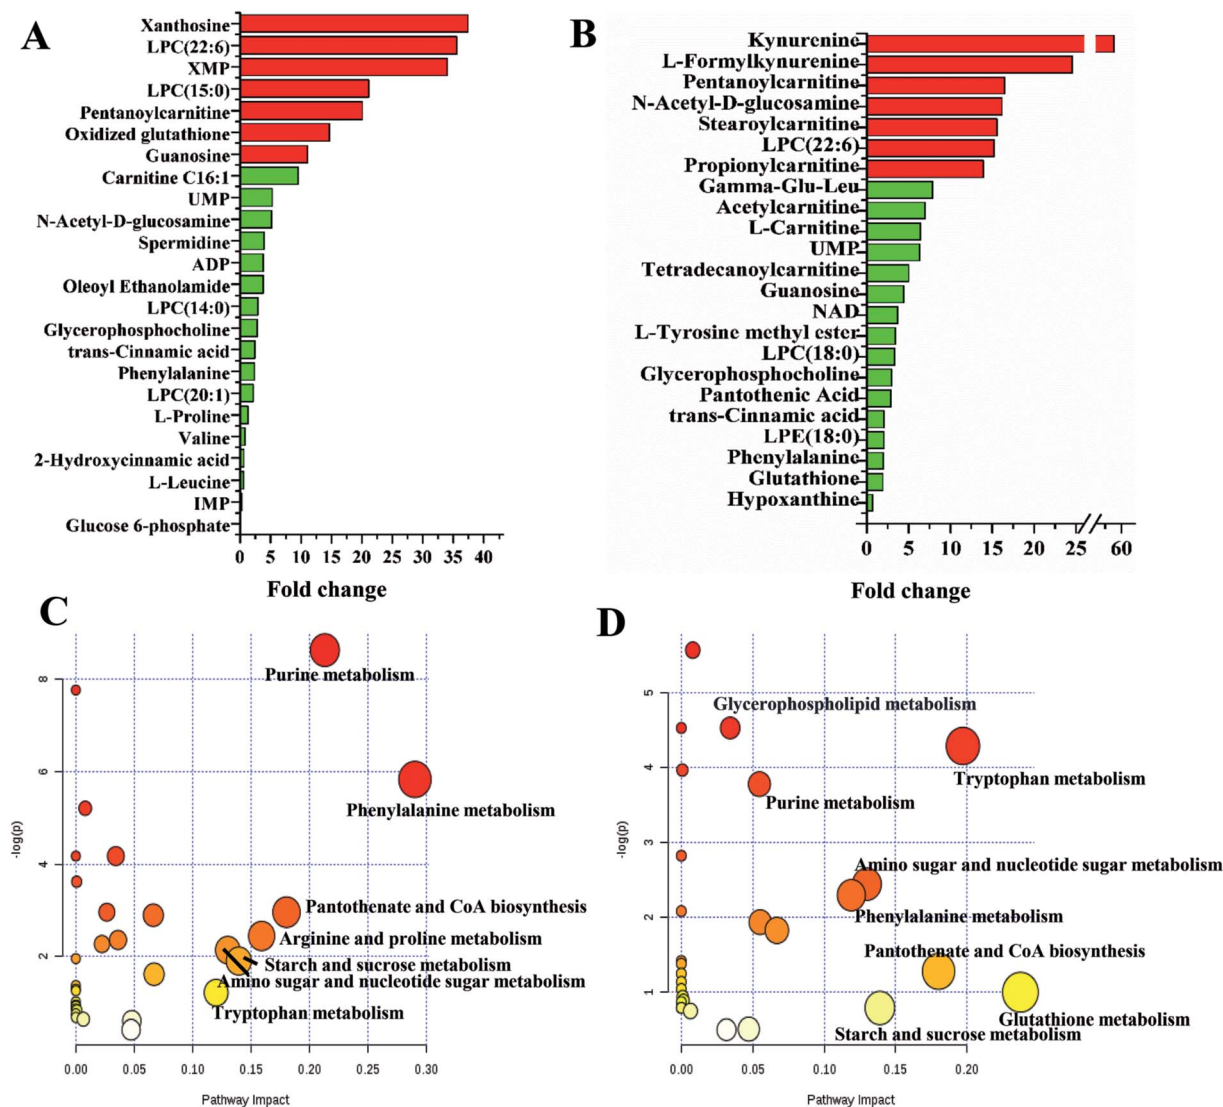 A
Xanthosine
LPC(22:6)
XMP
LPC(15:0)
Pentanoylcarnitine
Oxidized glutathione
Guanosine
Carnitine C16:1
UMP
N-Acetyl-D-glucosamine
Spermidine
ADP
Oleoyl Ethanolamide
LPC(14:0)
Glycerophosphocholine
trans-Cinnamic acid
Phenylalanine
LPC(20:1)
L-Proline
Valine
2-Hydroxycinnamic acid
L-Leucine
IMP
Glucose 6-phosphate
0 5 10 15 20 25 30 35 40
Fold change
B
Kynurenine
L-Formylkynurenine
Pentanoylcarnitine
N-Acetyl-D-glucosamine
Stearoylcarnitine
LPC(22:6)
Propionylcarnitine
Gamma-Glu-Leu
Acetylcarnitine
L-Carnitine
UMP
Tetradecanoylcarnitine
Guanosine
NAD
L-Tyrosine methyl ester
LPC(18:0)
Glycerophosphocholine
Pantothenic Acid
trans-Cinnamic acid
LPE(18:0)
Phenylalanine
Glutathione
Hypoxanthine
0 5 10 15 20 25 60
Fold change
C
Purine metabolism
Phenylalanine metabolism
Pantothenate and CoA biosynthesis
Arginine and proline metabolism
Starch and sucrose metabolism
Amino sugar and nucleotide sugar metabolism
Tryptophan metabolism
8
6
4
2
-log(p)
0.00 0.05 0.10 0.15 0.20 0.25 0.30
Pathway Impact
D
Glycerophospholipid metabolism
Tryptophan metabolism
Purine metabolism
Amino sugar and nucleotide sugar metabolism
Phenylalanine metabolism
Pantothenate and CoA biosynthesis
Glutathione metabolism
Starch and sucrose metabolism
5
4
3
2
1
-log(p)
0.00 0.05 0.10 0.15 0.20
Pathway Impact